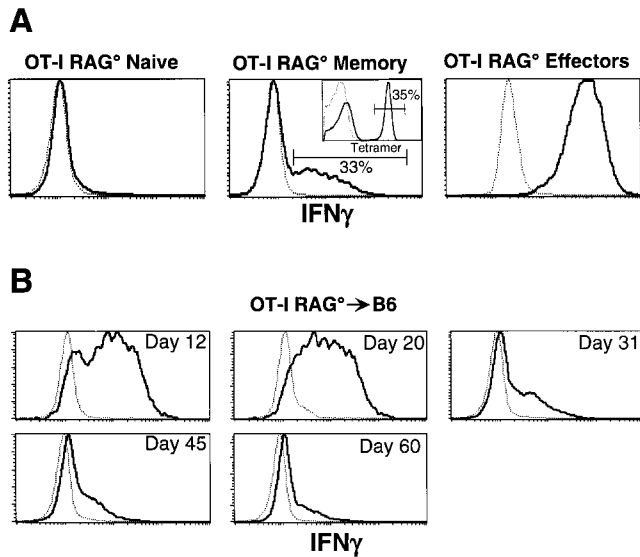 A
OT-I RAG° Naive
OT-I RAG° Memory
OT-I RAG° Effectors
35%
Tetramer
33%
IFNγ
B
OT-I RAG°→B6
Day 12
Day 20
Day 31
Day 45
Day 60
IFNγ